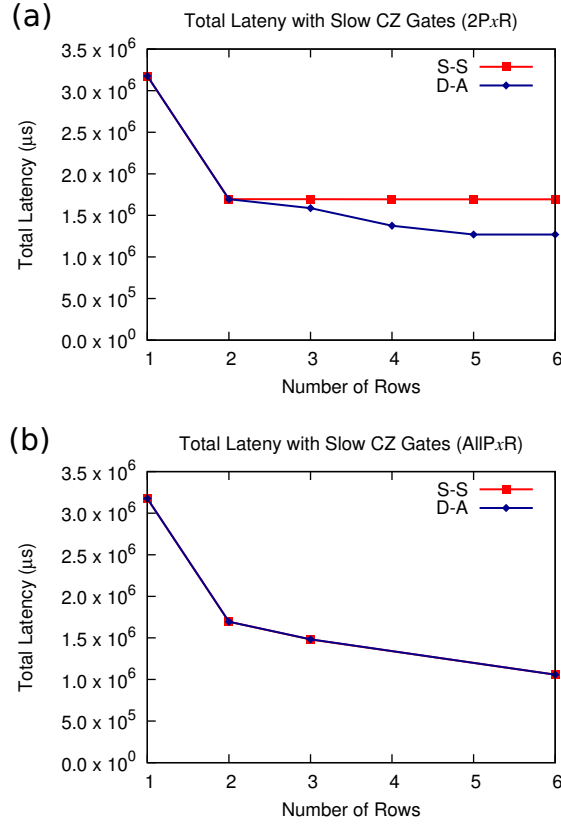 (a)
Total Lateny with Slow CZ Gates (2PxR)
S-S
D-A
3.5 x 10^6
3.0 x 10^6
2.5 x 10^6
2.0 x 10^6
1.5 x 10^6
1.0 x 10^6
5.0 x 10^5
0.0 x 10^0
Total Latency (μs)
1 2 3 4 5 6
Number of Rows
(b)
Total Lateny with Slow CZ Gates (AllPxR)
S-S
D-A
3.5 x 10^6
3.0 x 10^6
2.5 x 10^6
2.0 x 10^6
1.5 x 10^6
1.0 x 10^6
5.0 x 10^5
0.0 x 10^0
Total Latency (μs)
1 2 3 4 5 6
Number of Rows